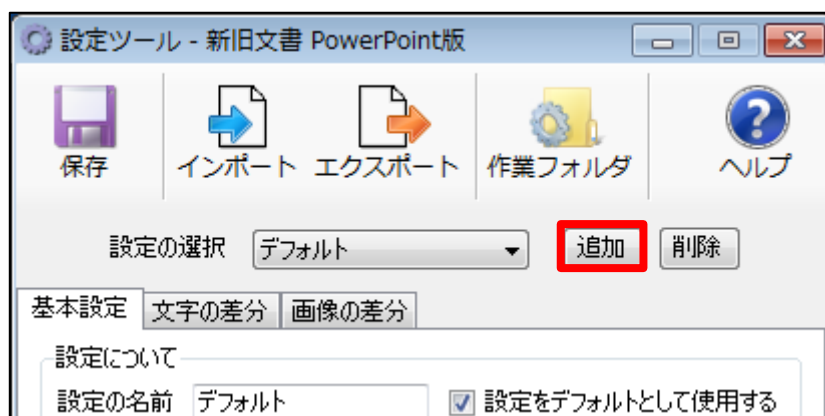 設定ツール - 新旧文書 PowerPoint版
保存 インポート エクスポート 作業フォルダ ヘルプ
設定の選択 デフォルト 追加 削除
基本設定 文字の差分 画像の差分
設定について
設定の名前 デフォルト 設定をデフォルトとして使用する